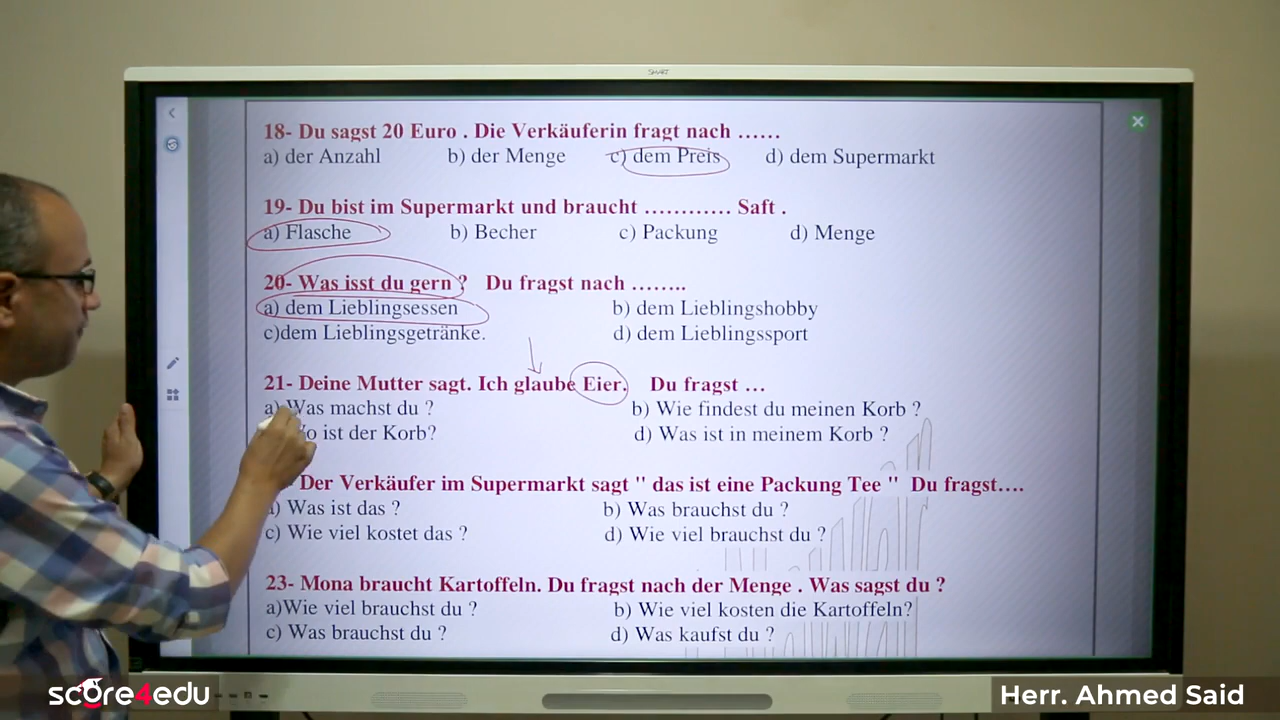 SMART
18- Du sagst 20 Euro . Die Verkäuferin fragt nach ……
a) der Anzahl b) der Menge c) dem Preis d) dem Supermarkt
19- Du bist im Supermarkt und braucht ………… Saft .
a) Flasche b) Becher c) Packung d) Menge
20- Was isst du gern ? Du fragst nach ……..
a) dem Lieblingsessen b) dem Lieblingshobby
c)dem Lieblingsgetränke. d) dem Lieblingssport
21- Deine Mutter sagt. Ich glaube Eier. Du fragst …
a) Was machst du ? b) Wie findest du meinen Korb ?
o ist der Korb? d) Was ist in meinem Korb ?
Der Verkäufer im Supermarkt sagt " das ist eine Packung Tee " Du fragst….
a) Was ist das ? b) Was brauchst du ?
c) Wie viel kostet das ? d) Wie viel brauchst du ?
23- Mona braucht Kartoffeln. Du fragst nach der Menge . Was sagst du ?
a)Wie viel brauchst du ? b) Wie viel kosten die Kartoffeln?
c) Was brauchst du ? d) Was kaufst du ?
score4edu
Herr. Ahmed Said